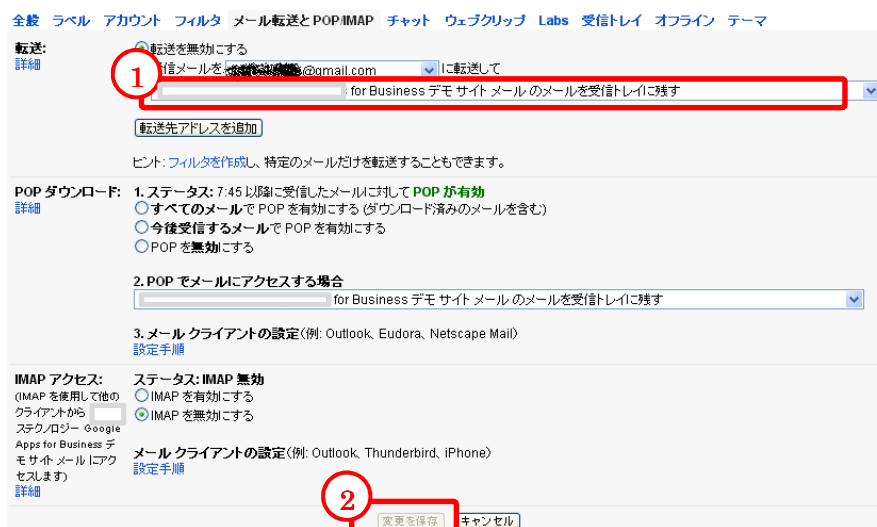 全般 ラベル アカウント フィルタ メール転送とPOP/IMAP チャット ウェブクリップ Labs 受信トレイ オフライン テーマ
転送:
詳細
転送を無効にする
信メールを @gmail.com に転送して
for Business デモ サイト メール のメールを受信トレイに残す
1
転送先アドレスを追加
ヒント: フィルタを作成し、特定のメールだけを転送することもできます。
POP ダウンロード:
詳細
1. ステータス: 7:45 以降に受信したメールに対して POP が有効
すべてのメールで POP を有効にする (ダウンロード済みのメールを含む)
今後受信するメールで POP を有効にする
POP を無効にする
2. POP でメールにアクセスする場合
for Business デモ サイト メール のメールを受信トレイに残す
3. メール クライアントの設定(例: Outlook、Eudora、Netscape Mail)
設定手順
IMAP アクセス:
(IMAP を使用して他の
クライアントから
ステクノロジー Google
Apps for Business デ
モ サイト メール にアク
セスします)
詳細
ステータス: IMAP 無効
IMAP を有効にする
IMAP を無効にする
メール クライアントの設定(例: Outlook、Thunderbird、iPhone)
設定手順
2
変更を保存 キャンセル